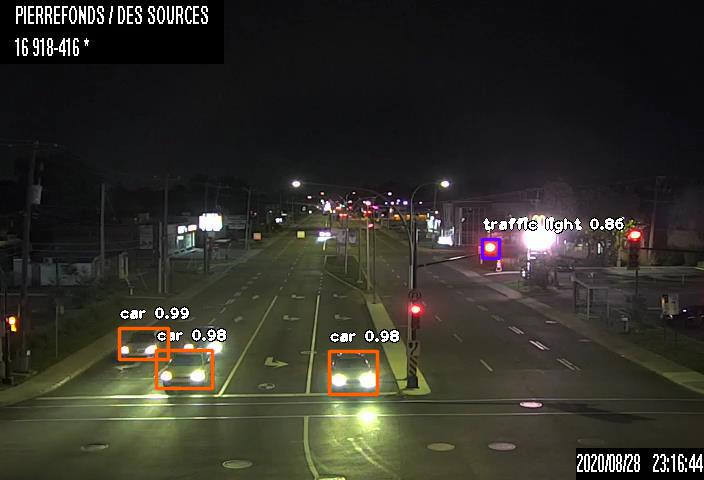 PIERREFONDS / DES SOURCES
16 918-416 *
traffic light 0.86
car 0.99
car 0.98
car 0.98
2020/08/28 23:16:44